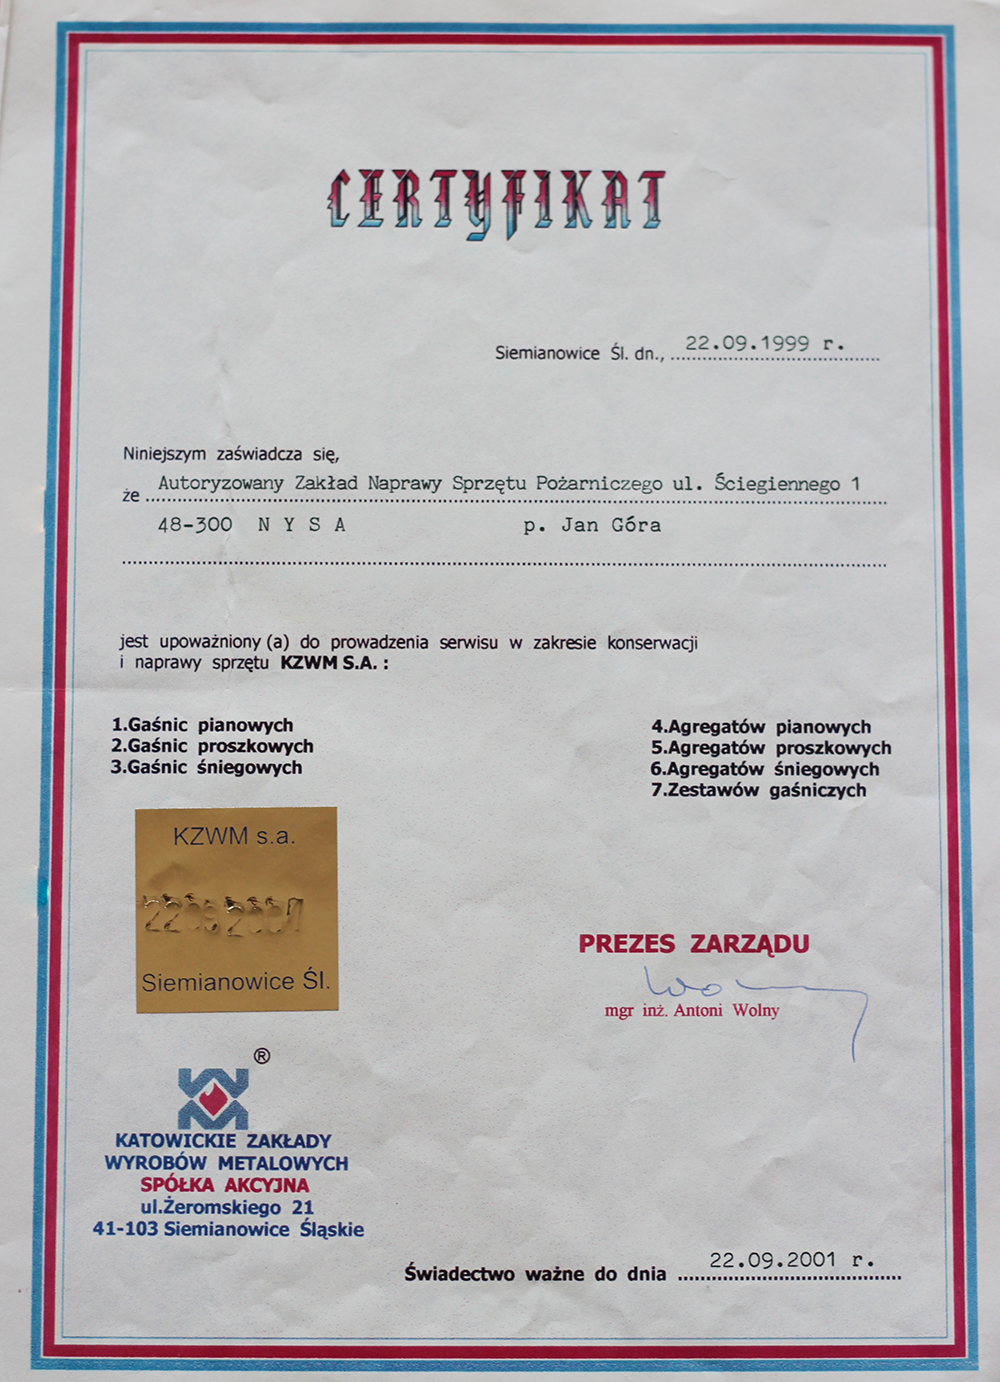 CERTYFIKAT
Siemianowice Śl. dn., 22.09.1999 r.
Niniejszym zaświadcza się,
że Autoryzowany Zakład Naprawy Sprzętu Pożarniczego ul. Ściegiennego 1
48-300 N Y S A p. Jan Góra
jest upoważniony (a) do prowadzenia serwisu w zakresie konserwacji
i naprawy sprzętu KZWM S.A. :
1.Gaśnic pianowych
2.Gaśnic proszkowych
3.Gaśnic śniegowych
4.Agregatów pianowych
5.Agregatów proszkowych
6.Agregatów śniegowych
7.Zestawów gaśniczych
KZWM s.a.
22 09 2001
Siemianowice Śl.
PREZES ZARZĄDU
mgr inż. Antoni Wolny
®
KATOWICKIE ZAKŁADY
WYROBÓW METALOWYCH
SPÓŁKA AKCYJNA
ul.Żeromskiego 21
41-103 Siemianowice Śląskie
Świadectwo ważne do dnia 22.09.2001 r.